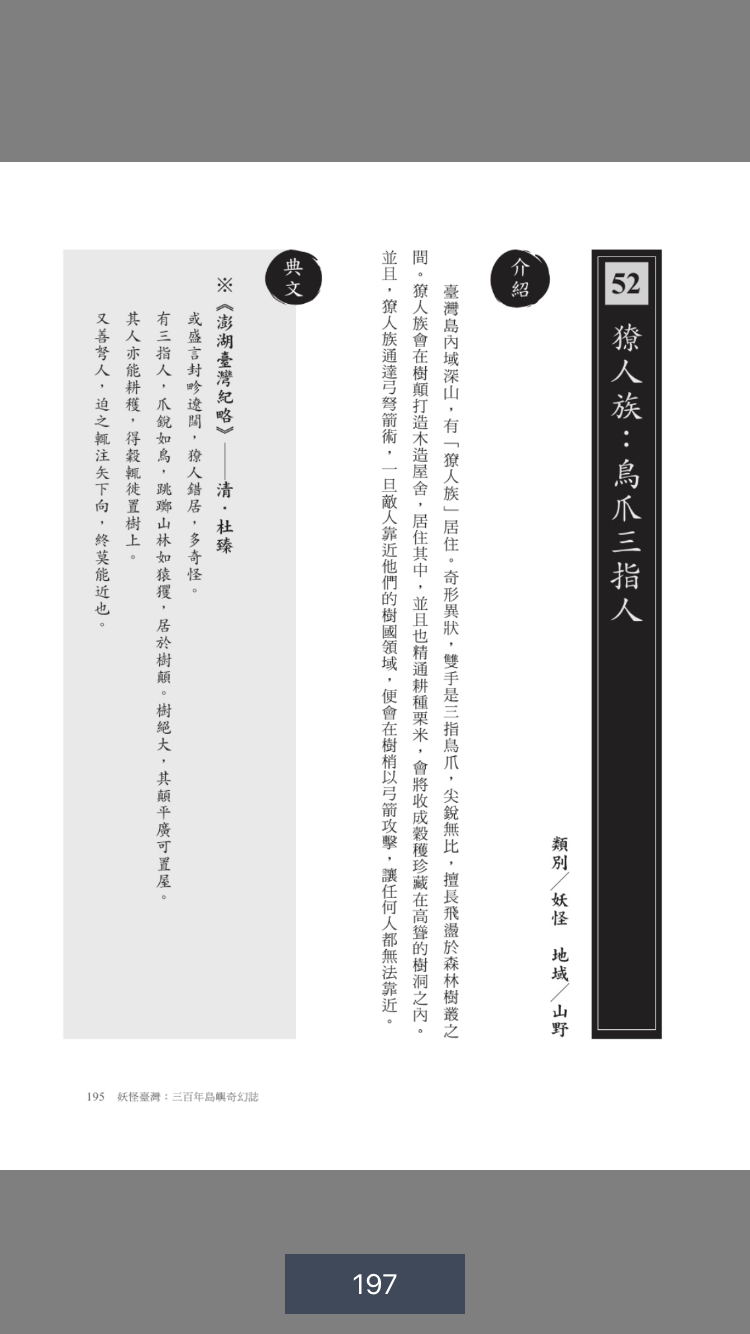 52
獠人族：鳥爪三指人
類別／妖怪　地域／山野
介紹
臺灣島內域深山，有「獠人族」居住。奇形異狀，雙手是三指鳥爪，尖銳無比，擅長飛盪於森林樹叢之
間。獠人族會在樹顛打造木造屋舍，居住其中，並且也精通耕種栗米，會將收成穀穫珍藏在高聳的樹洞之內。
並且，獠人族通達弓弩箭術，一旦敵人靠近他們的樹國領域，便會在樹梢以弓箭攻擊，讓任何人都無法靠近。
典文
※《澎湖臺灣紀略》──清．杜臻
或盛言封畛遼闊，獠人錯居，多奇怪。
有三指人，爪銳如鳥，跳躑山林如猿玃，居於樹顛。樹絕大，其顛平廣可置屋。
其人亦能耕穫，得穀輒徙置樹上。
又善弩人，迫之輒注矢下向，終莫能近也。
195　妖怪臺灣：三百年島嶼奇幻誌
197